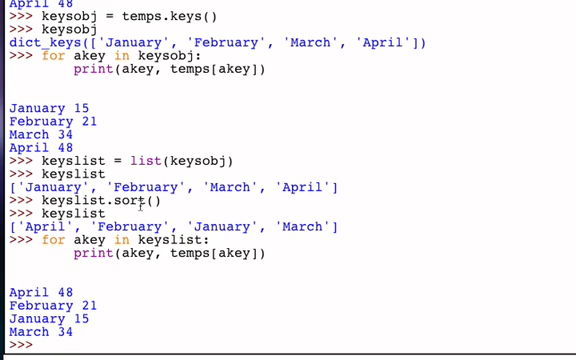 April 48
>>> keysobj = temps.keys()
>>> keysobj
dict_keys(['January', 'February', 'March', 'April'])
>>> for akey in keysobj:
        print(akey, temps[akey])
January 15
February 21
March 34
April 48
>>> keyslist = list(keysobj)
>>> keyslist
['January', 'February', 'March', 'April']
>>> keyslist.sort()
>>> keyslist
['April', 'February', 'January', 'March']
>>> for akey in keyslist:
        print(akey, temps[akey])
April 48
February 21
January 15
March 34
>>>